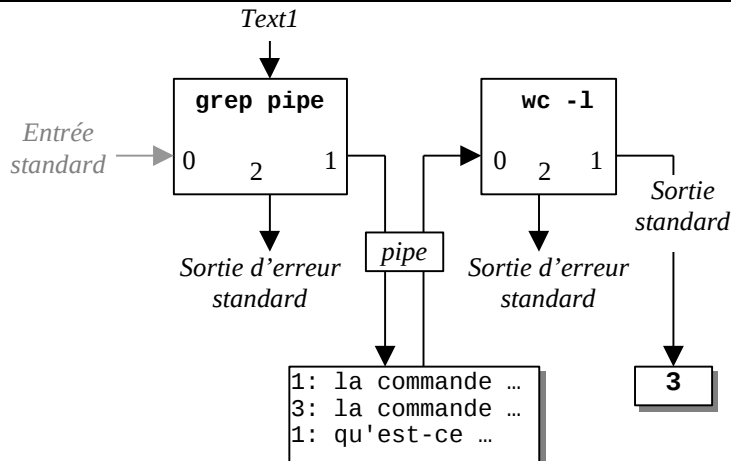 Text1
grep pipe
wc -l
Entrée
standard
0
2
1
0
2
1
Sortie
standard
pipe
Sortie d’erreur
standard
Sortie d’erreur
standard
1: la commande …
3: la commande …
1: qu'est-ce …
3